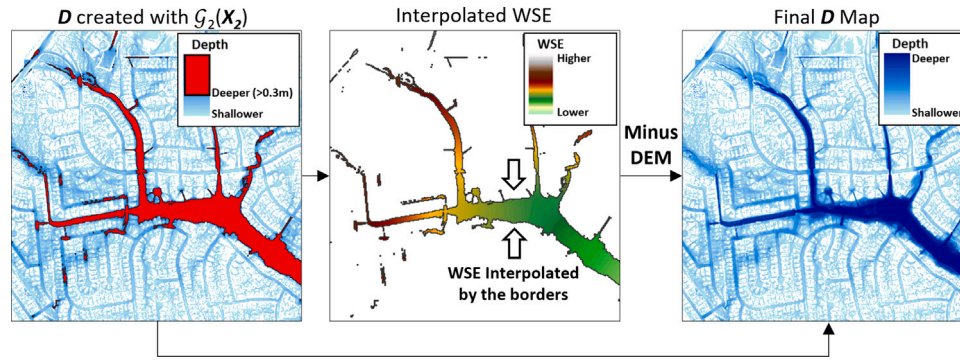 D created with 𝒢₂(X₂)
Depth
Deeper (>0.3m)
Shallower
Interpolated WSE
WSE
Higher
Lower
WSE Interpolated
by the borders
Minus
DEM
Final D Map
Depth
Deeper
Shallower